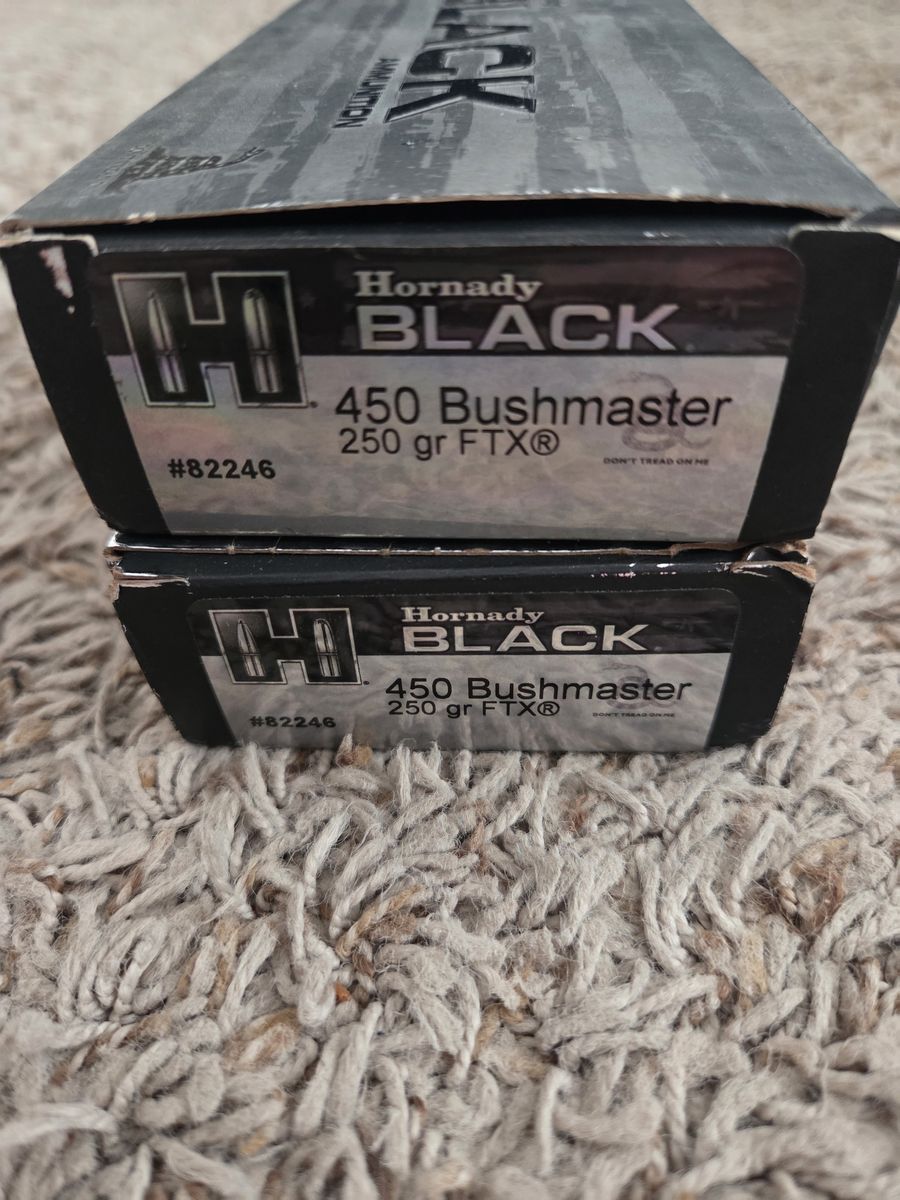 BLACK
AMMUNITION
H
Hornady
BLACK
450 Bushmaster
250 gr FTX®
#82246
DON'T TREAD ON ME
H
Hornady
BLACK
450 Bushmaster
250 gr FTX®
#82246
DON'T TREAD ON ME